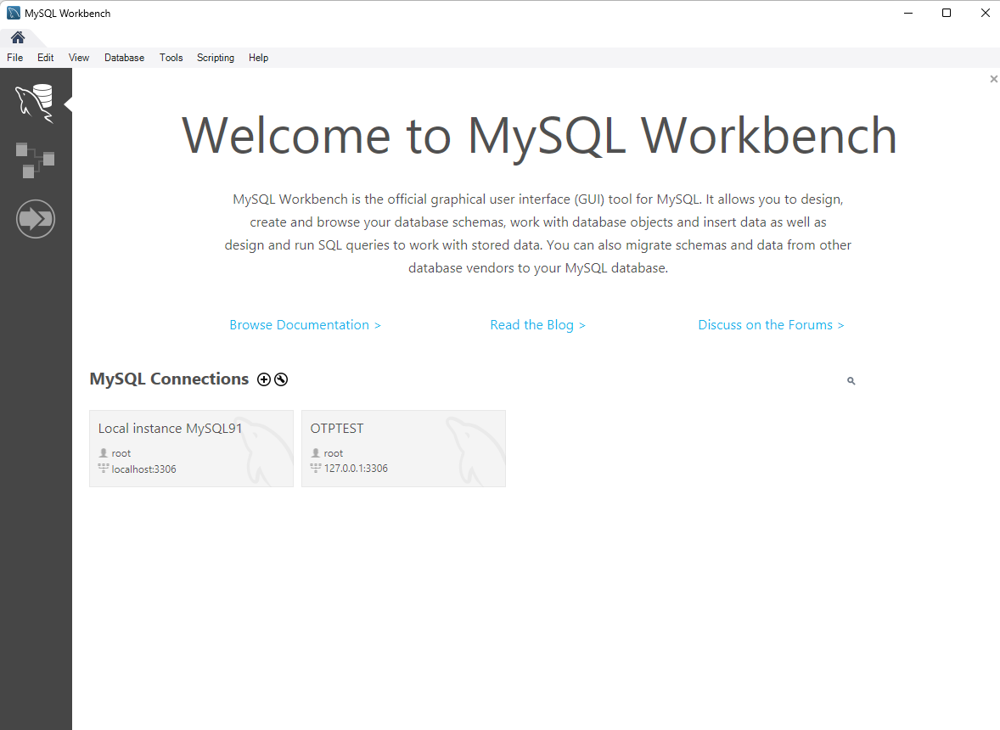 MySQL Workbench
File Edit View Database Tools Scripting Help
Welcome to MySQL Workbench
MySQL Workbench is the official graphical user interface (GUI) tool for MySQL. It allows you to design,
create and browse your database schemas, work with database objects and insert data as well as
design and run SQL queries to work with stored data. You can also migrate schemas and data from other
database vendors to your MySQL database.
Browse Documentation > Read the Blog > Discuss on the Forums >
MySQL Connections
Local instance MySQL91
root
localhost:3306
OTPTEST
root
127.0.0.1:3306